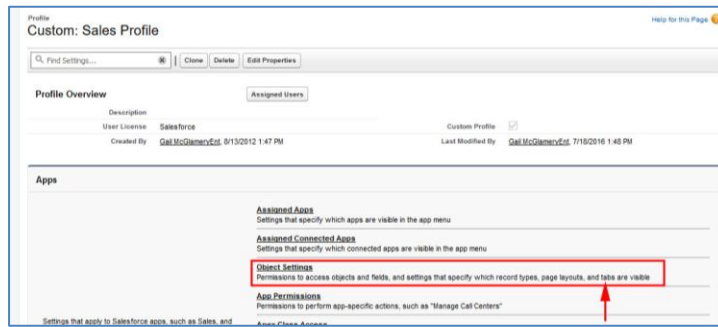 Profile
Custom: Sales Profile
Help for this Page
Find Settings...
Clone Delete Edit Properties
Profile Overview
Assigned Users
Description
User License Salesforce
Custom Profile
Created By Gail McGlameryEnt, 8/13/2012 1:47 PM
Last Modified By Gail McGlameryEnt, 7/18/2016 1:48 PM
Apps
Assigned Apps
Settings that specify which apps are visible in the app menu
Assigned Connected Apps
Settings that specify which connected apps are visible in the app menu
Object Settings
Permissions to access objects and fields, and settings that specify which record types, page layouts, and tabs are visible
App Permissions
Permissions to perform app-specific actions, such as "Manage Call Centers"
Settings that apply to Salesforce apps, such as Sales, and
Apex Class Access